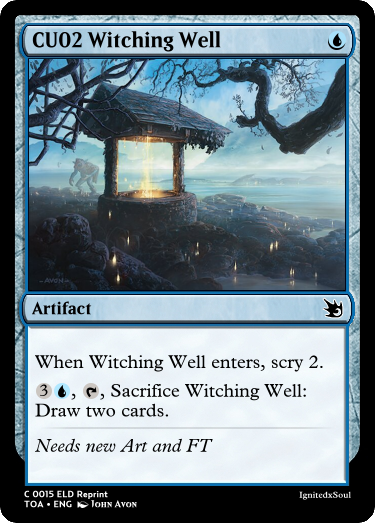 CU02 Witching Well
AVON
Artifact
When Witching Well enters, scry 2.
3, , Sacrifice Witching Well:
Draw two cards.
Needs new Art and FT
C 0015 ELD Reprint
IgnitedxSoul
TOA • ENG John Avon